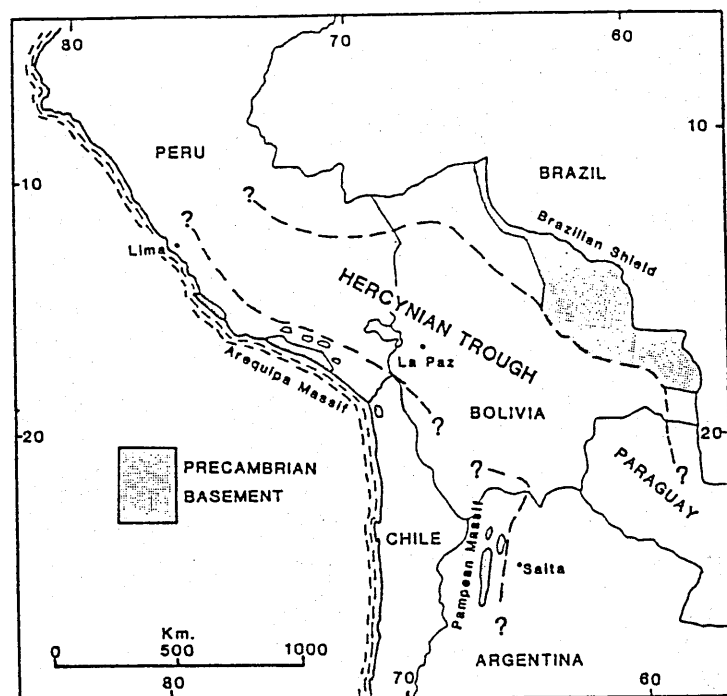 80
70
60
10
PERU
BRAZIL
10
?
?
Brazilian Shield
Lima
HERCYNIAN TROUGH
La Paz
Arequipa Massif
BOLIVIA
20
20
?
?
?
PARAGUAY
PRECAMBRIAN
BASEMENT
CHILE
Pampean Massif
Salta
?
Km.
0 500 1000
ARGENTINA
80
70
60